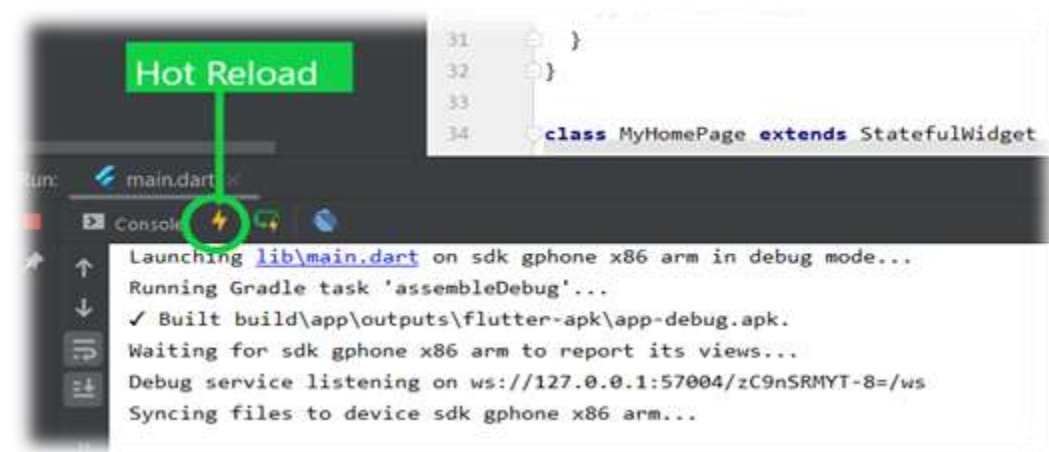 31 }
32 }
33
34 class MyHomePage extends StatefulWidget
Hot Reload
main.dart
Console
Launching lib\main.dart on sdk gphone x86 arm in debug mode...
Running Gradle task 'assembleDebug'...
✓ Built build\app\outputs\flutter-apk\app-debug.apk.
Waiting for sdk gphone x86 arm to report its views...
Debug service listening on ws://127.0.0.1:57004/zC9nSRMYT-8=/ws
Syncing files to device sdk gphone x86 arm...